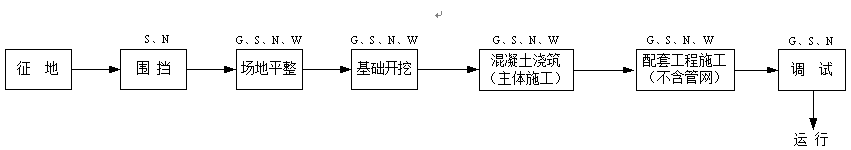 S、N
G、S、N、W
G、S、N、W
G、S、N、W
G、S、N、W
G、S、N
征 地
围 挡
场地平整
基础开挖
混凝土浇筑
（主体施工）
配套工程施工
（不含管网）
调 试
运 行